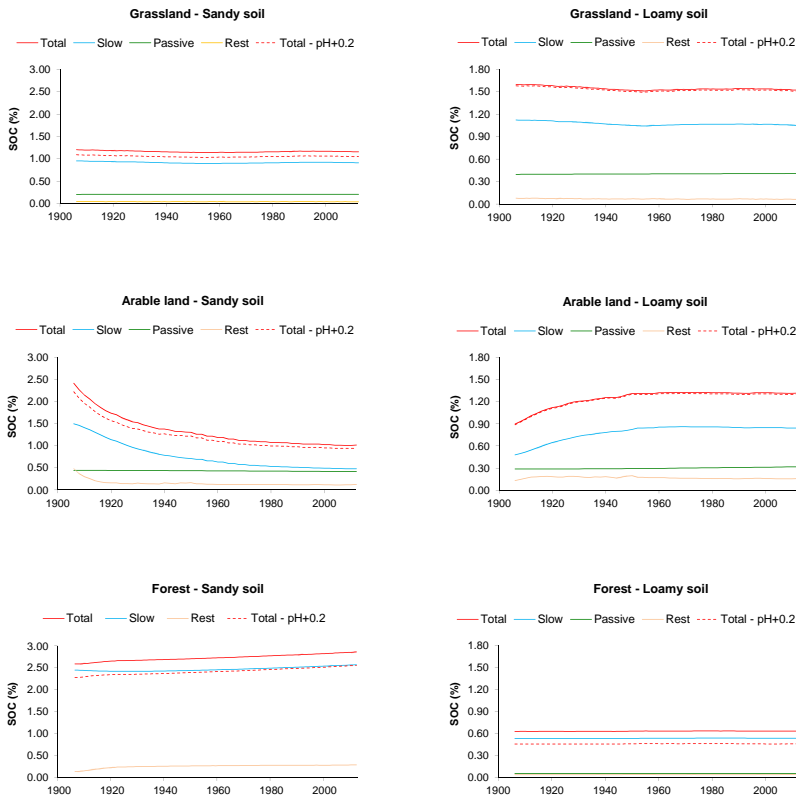 Grassland - Sandy soil
Total Slow Passive Rest Total - pH+0.2
3.00
2.50
2.00
1.50
1.00
0.50
0.00
SOC (%)
1900 1920 1940 1960 1980 2000
Grassland - Loamy soil
Total Slow Passive Rest Total - pH+0.2
1.80
1.50
1.20
0.90
0.60
0.30
0.00
SOC (%)
1900 1920 1940 1960 1980 2000
Arable land - Sandy soil
Total Slow Passive Rest Total - pH+0.2
3.00
2.50
2.00
1.50
1.00
0.50
0.00
SOC (%)
1900 1920 1940 1960 1980 2000
Arable land - Loamy soil
Total Slow Passive Rest Total - pH+0.2
1.80
1.50
1.20
0.90
0.60
0.30
0.00
SOC (%)
1900 1920 1940 1960 1980 2000
Forest - Sandy soil
Total Slow Rest Total - pH+0.2
3.00
2.50
2.00
1.50
1.00
0.50
0.00
SOC (%)
1900 1920 1940 1960 1980 2000
Forest - Loamy soil
Total Slow Passive Rest Total - pH+0.2
1.80
1.50
1.20
0.90
0.60
0.30
0.00
SOC (%)
1900 1920 1940 1960 1980 2000